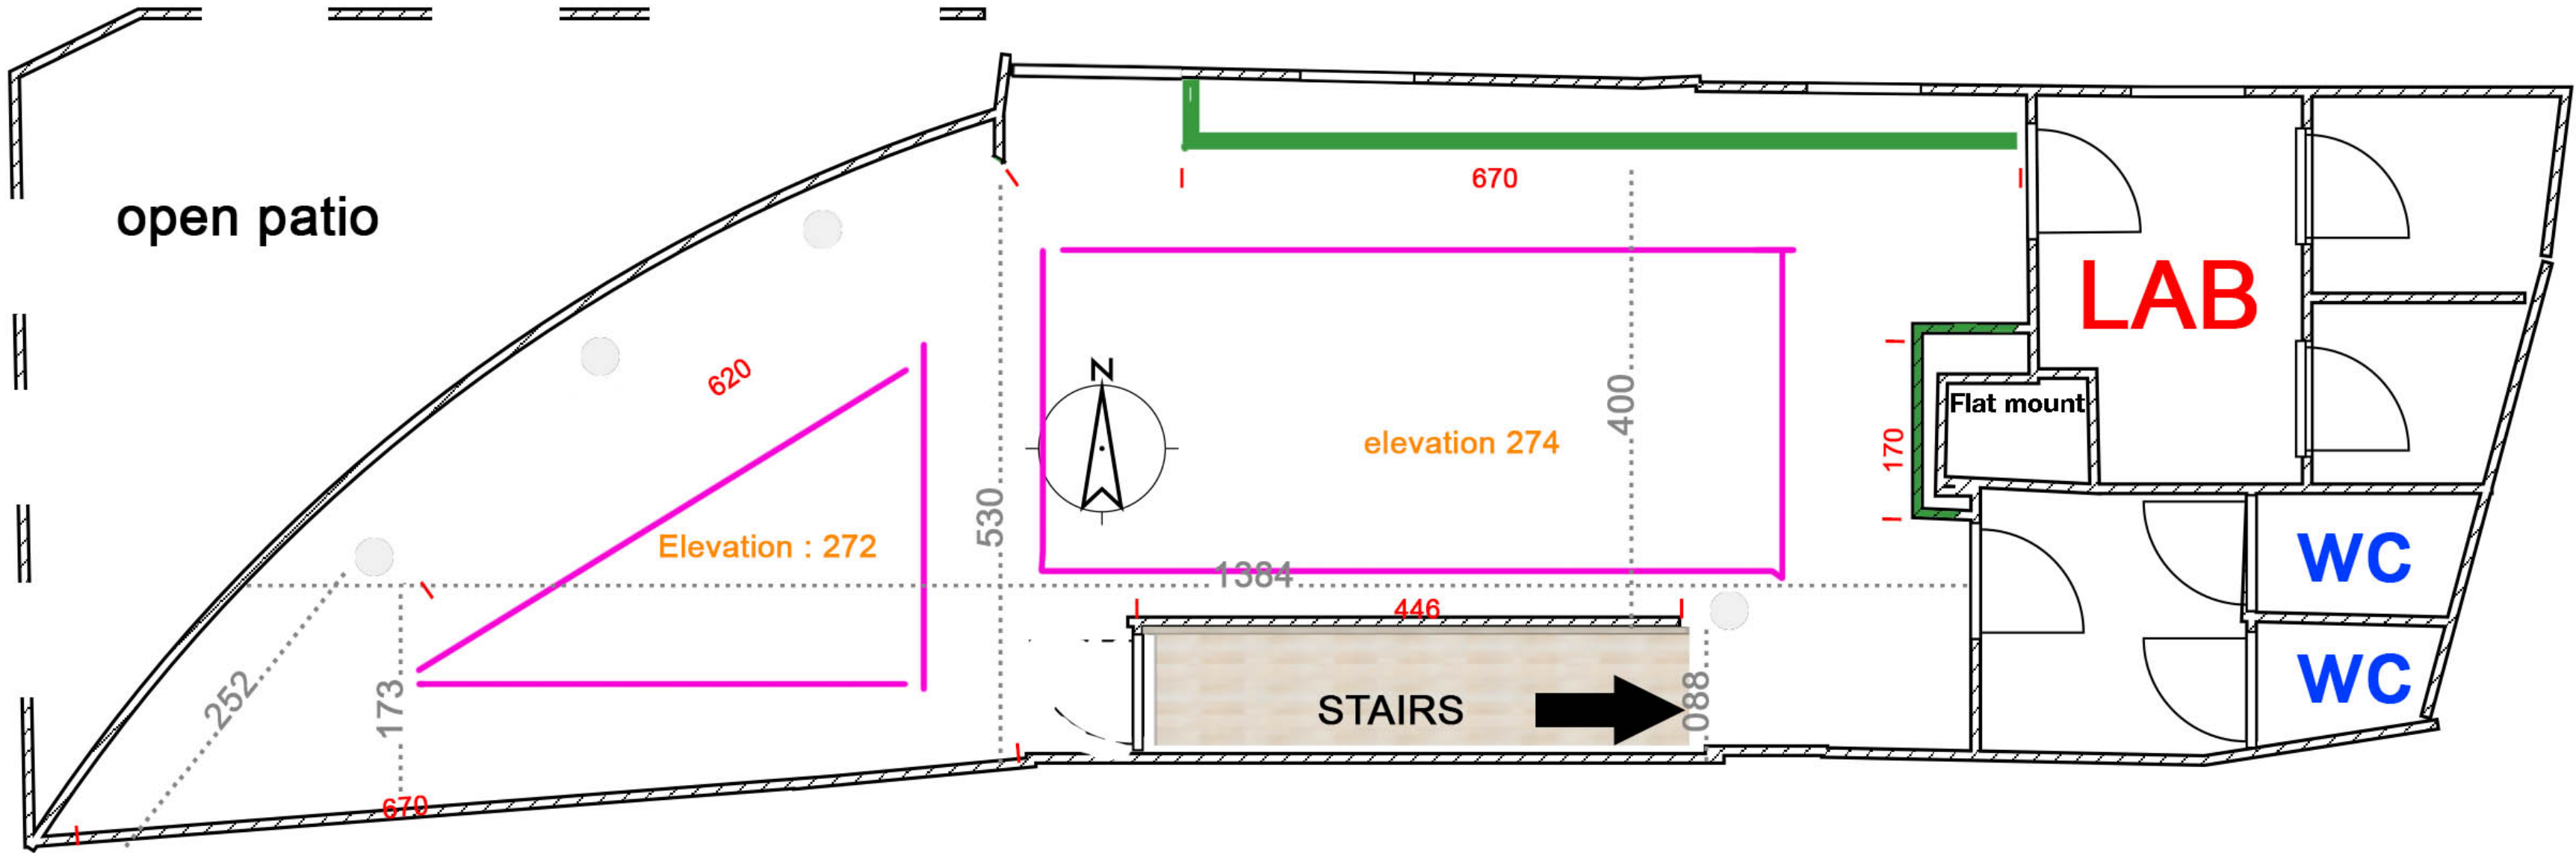 open patio
670
N
LAB
620
400
Flat mount
elevation 274
170
530
Elevation : 272
WC
1384
446
252
173
STAIRS
880
WC
670